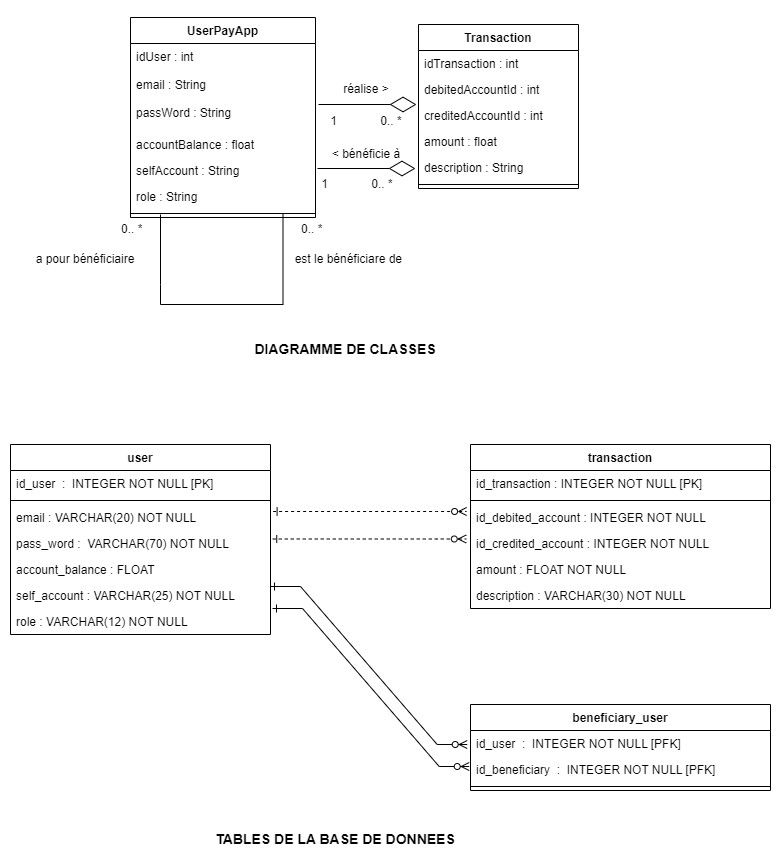 UserPayApp
idUser : int
email : String
passWord : String
accountBalance : float
selfAccount : String
role : String
Transaction
idTransaction : int
debitedAccountId : int
creditedAccountId : int
amount : float
description : String
réalise >
1
0.. *
< bénéficie à
1
0.. *
0.. *
0.. *
a pour bénéficiaire
est le bénéficiare de
DIAGRAMME DE CLASSES
user
id_user : INTEGER NOT NULL [PK]
email : VARCHAR(20) NOT NULL
pass_word : VARCHAR(70) NOT NULL
account_balance : FLOAT
self_account : VARCHAR(25) NOT NULL
role : VARCHAR(12) NOT NULL
transaction
id_transaction : INTEGER NOT NULL [PK]
id_debited_account : INTEGER NOT NULL
id_credited_account : INTEGER NOT NULL
amount : FLOAT NOT NULL
description : VARCHAR(30) NOT NULL
beneficiary_user
id_user : INTEGER NOT NULL [PFK]
id_beneficiary : INTEGER NOT NULL [PFK]
TABLES DE LA BASE DE DONNEES